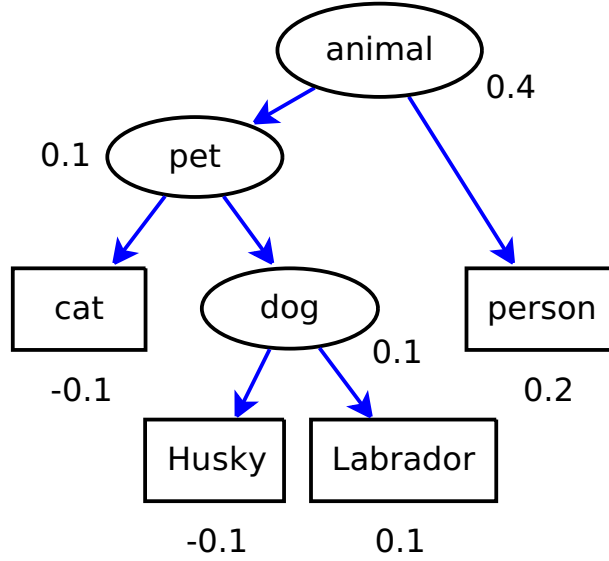 animal
0.4
0.1
pet
cat
dog
person
-0.1
0.1
0.2
Husky
Labrador
-0.1
0.1